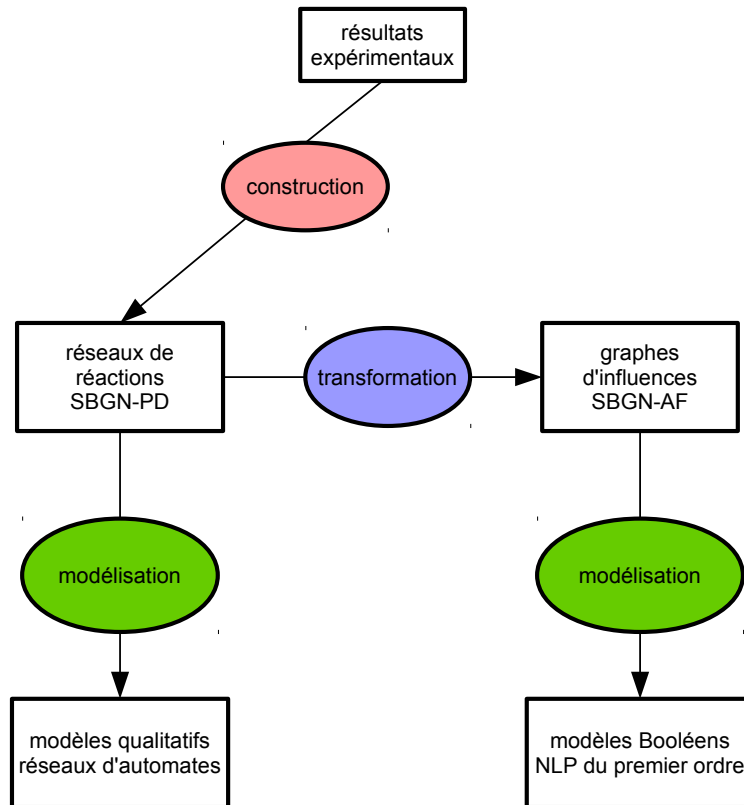 résultats
expérimentaux
construction
réseaux de
réactions
SBGN-PD
transformation
graphes
d'influences
SBGN-AF
modélisation
modélisation
modèles qualitatifs
réseaux d'automates
modèles Booléens
NLP du premier ordre